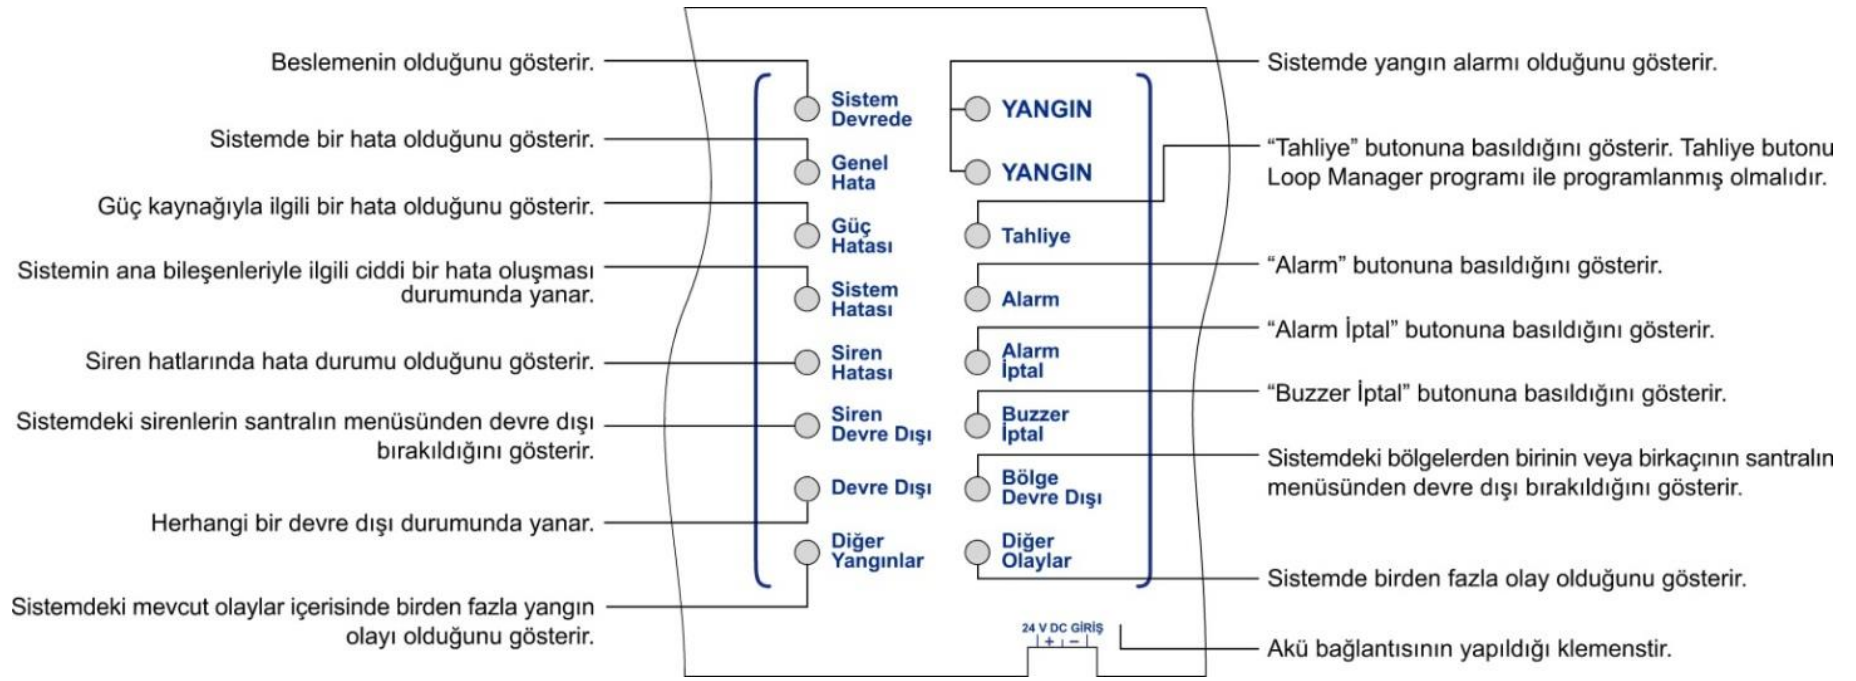 Beslemenin olduğunu gösterir.
Sistemde bir hata olduğunu gösterir.
Güç kaynağıyla ilgili bir hata olduğunu gösterir.
Sistemin ana bileşenleriyle ilgili ciddi bir hata oluşması
durumunda yanar.
Siren hatlarında hata durumu olduğunu gösterir.
Sistemdeki sirenlerin santralın menüsünden devre dışı
bırakıldığını gösterir.
Herhangi bir devre dışı durumunda yanar.
Sistemdeki mevcut olaylar içerisinde birden fazla yangın
olayı olduğunu gösterir.
Sistem
Devrede
Genel
Hata
Güç
Hatası
Sistem
Hatası
Siren
Hatası
Siren
Devre Dışı
Devre Dışı
Diğer
Yangınlar
YANGIN
YANGIN
Tahliye
Alarm
Alarm
İptal
Buzzer
İptal
Bölge
Devre Dışı
Diğer
Olaylar
24 V DC GİRİŞ
+ −
Sistemde yangın alarmı olduğunu gösterir.
“Tahliye” butonuna basıldığını gösterir. Tahliye butonu
Loop Manager programı ile programlanmış olmalıdır.
“Alarm” butonuna basıldığını gösterir.
“Alarm İptal” butonuna basıldığını gösterir.
“Buzzer İptal” butonuna basıldığını gösterir.
Sistemdeki bölgelerden birinin veya birkaçının santralın
menüsünden devre dışı bırakıldığını gösterir.
Sistemde birden fazla olay olduğunu gösterir.
Akü bağlantısının yapıldığı klemenstir.